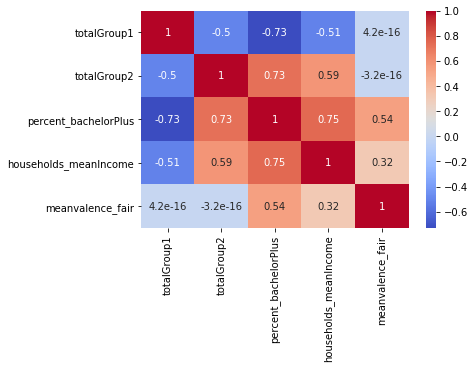 totalGroup1 1 -0.5 -0.73 -0.51 4.2e-16
totalGroup2 -0.5 1 0.73 0.59 -3.2e-16
percent_bachelorPlus -0.73 0.73 1 0.75 0.54
households_meanIncome -0.51 0.59 0.75 1 0.32
meanvalence_fair 4.2e-16 -3.2e-16 0.54 0.32 1
totalGroup1
totalGroup2
percent_bachelorPlus
households_meanIncome
meanvalence_fair
1.0
0.8
0.6
0.4
0.2
0.0
-0.2
-0.4
-0.6